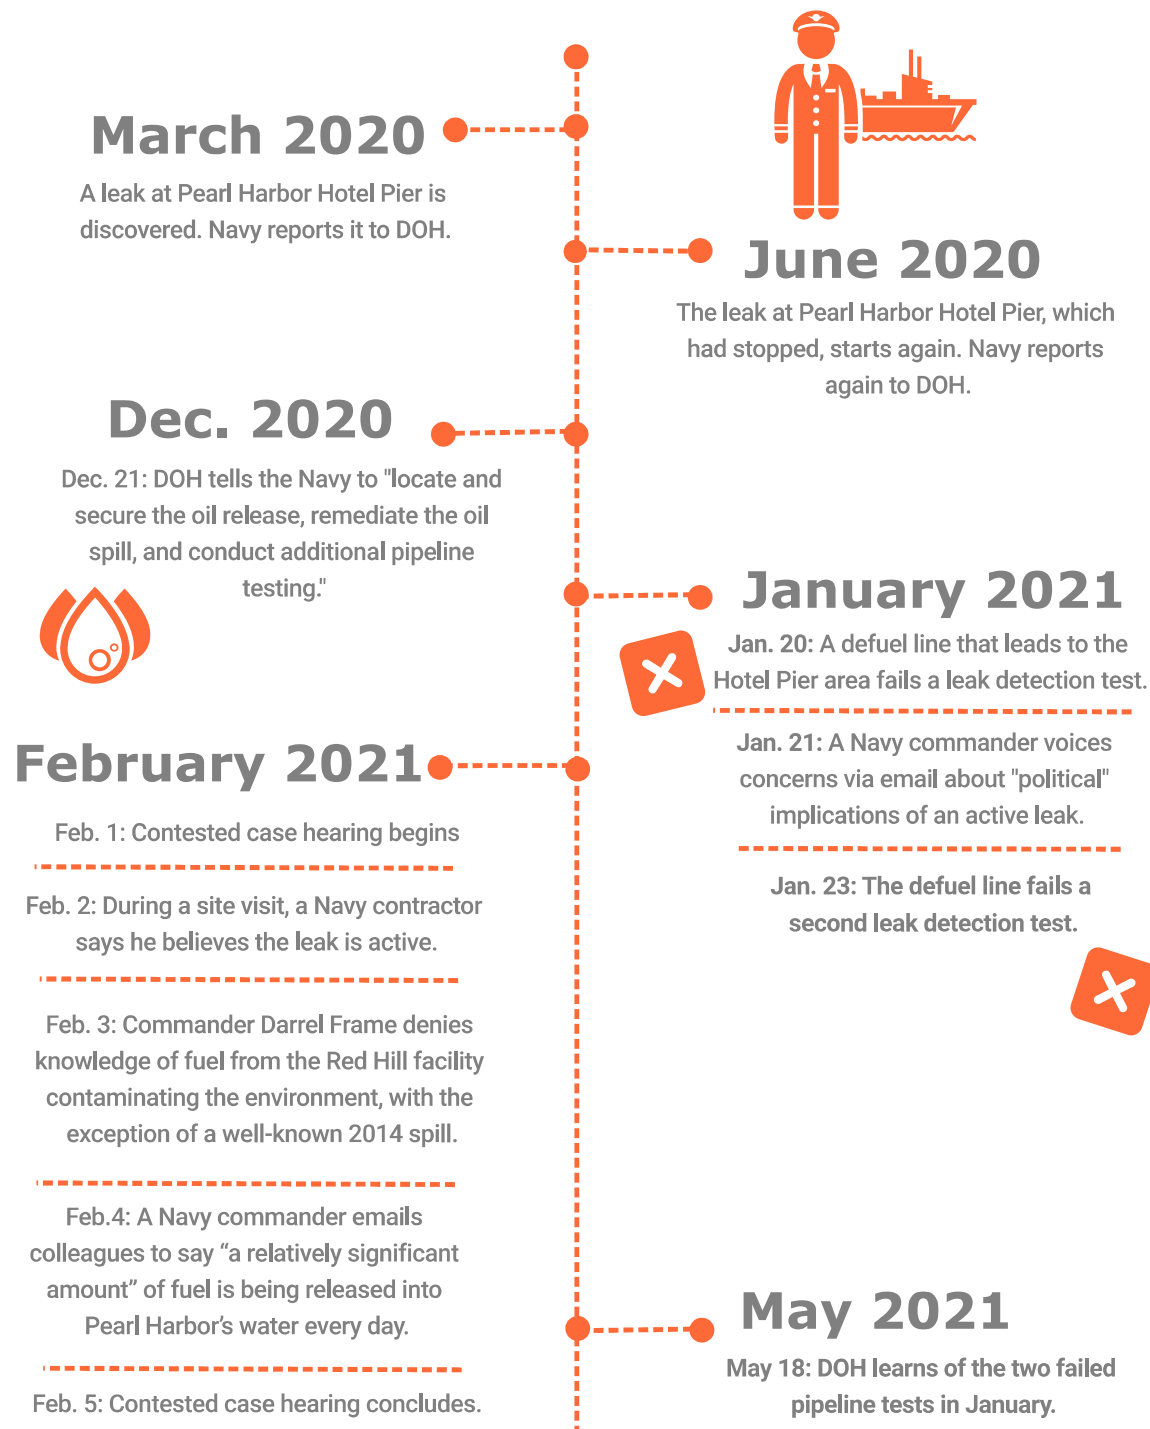 March 2020
A leak at Pearl Harbor Hotel Pier is
discovered. Navy reports it to DOH.
June 2020
The leak at Pearl Harbor Hotel Pier, which
had stopped, starts again. Navy reports
again to DOH.
Dec. 2020
Dec. 21: DOH tells the Navy to "locate and
secure the oil release, remediate the oil
spill, and conduct additional pipeline
testing."
January 2021
Jan. 20: A defuel line that leads to the
Hotel Pier area fails a leak detection test.
Jan. 21: A Navy commander voices
concerns via email about "political"
implications of an active leak.
Jan. 23: The defuel line fails a
second leak detection test.
February 2021
Feb. 1: Contested case hearing begins
Feb. 2: During a site visit, a Navy contractor
says he believes the leak is active.
Feb. 3: Commander Darrel Frame denies
knowledge of fuel from the Red Hill facility
contaminating the environment, with the
exception of a well-known 2014 spill.
Feb.4: A Navy commander emails
colleagues to say “a relatively significant
amount” of fuel is being released into
Pearl Harbor’s water every day.
Feb. 5: Contested case hearing concludes.
May 2021
May 18: DOH learns of the two failed
pipeline tests in January.